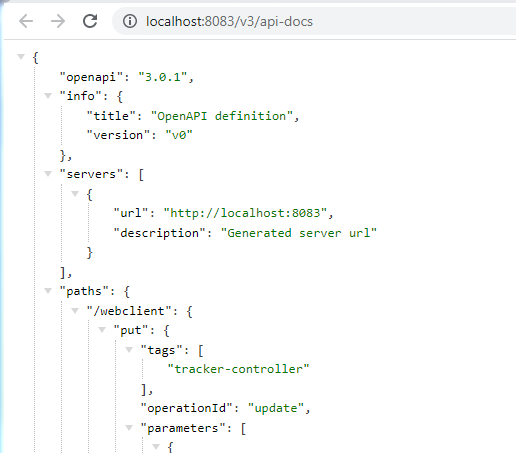 localhost:8083/v3/api-docs
{
"openapi": "3.0.1",
"info": {
"title": "OpenAPI definition",
"version": "v0"
},
"servers": [
{
"url": "http://localhost:8083",
"description": "Generated server url"
}
],
"paths": {
"/webclient": {
"put": {
"tags": [
"tracker-controller"
],
"operationId": "update",
"parameters": [
{